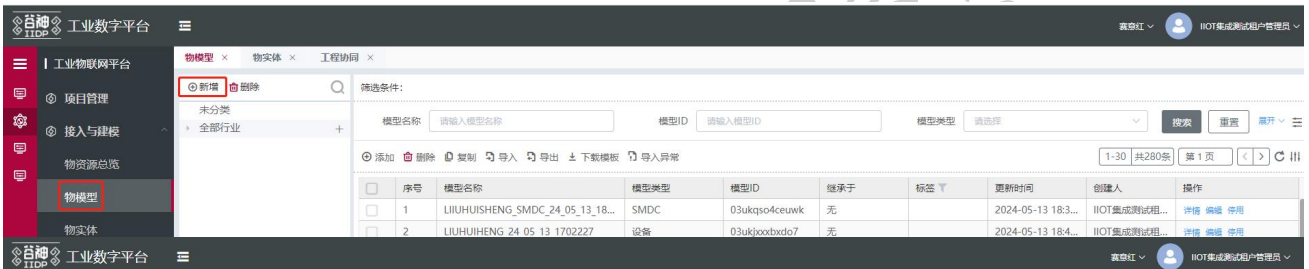 谷神 IIDP 工业数字平台 赛意红 IIOT集成测试租户管理员
工业物联网平台 物模型 × 物实体 × 工程协同 ×
项目管理 新增 删除 筛选条件:
未分类
接入与建模 全部行业 + 模型名称 请输入模型名称 模型ID 请输入模型ID 模型类型 请选择 搜索 重置 展开
物资源总览 添加 删除 复制 导入 导出 下载模板 导入异常 1-30 共280条 第1页 < >
物模型 序号 模型名称 模型类型 模型ID 继承于 标签 更新时间 创建人 操作
1 LIIUHUISHENG_SMDC_24_05_13_18... SMDC 03ukqso4ceuwk 无 2024-05-13 18:3... IIOT集成测试租... 详情 编辑 停用
物实体 2 LIUHUIHENG_24_05_13_1702227 设备 03ukjxxxbxdo7 无 2024-05-13 18:4... IIOT集成测试租... 详情 编辑 停用
谷神 IIDP 工业数字平台 赛意红 IIOT集成测试租户管理员